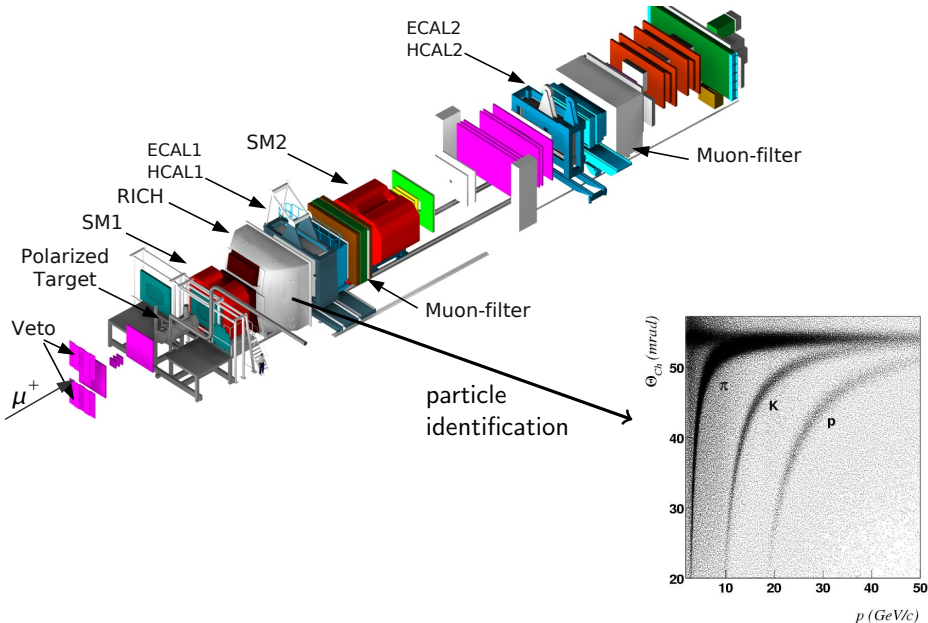 ECAL2
HCAL2
Muon-filter
SM2
ECAL1
HCAL1
RICH
SM1
Polarized
Target
Veto
μ+
Muon-filter
particle
identification
ΘCh (mrad)
50
40
30
20
π
K
p
10
20
30
40
50
p (GeV/c)